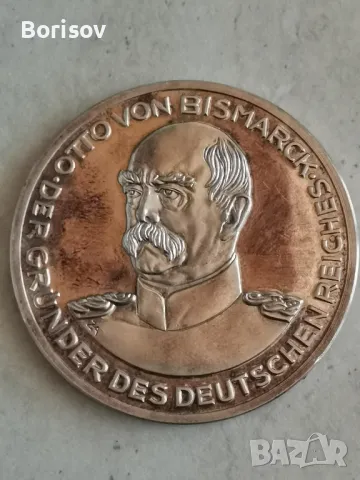 Borisov
·OTTO VON BISMARCK·
DER GRÜNDER DES DEUTSCHEN REICHES
BAZAR